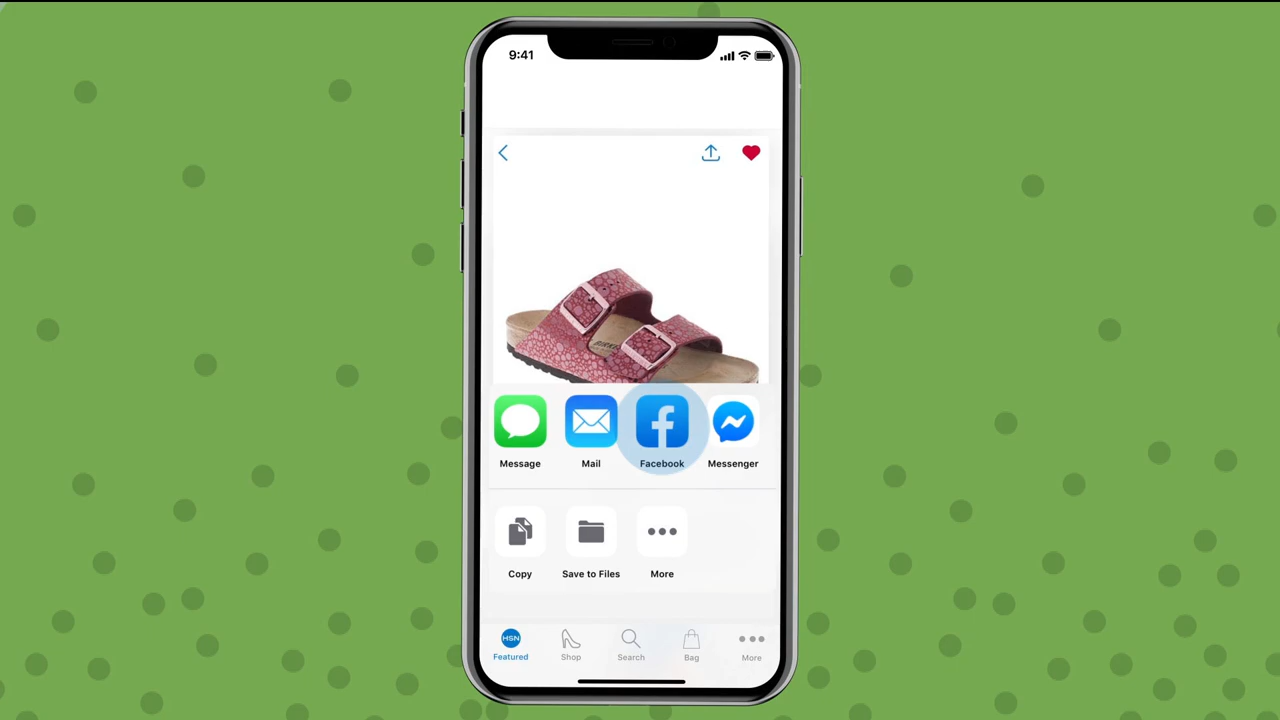 9:41
Message Mail Facebook Messenger
Copy Save to Files More
HSN
Featured Shop Search Bag More